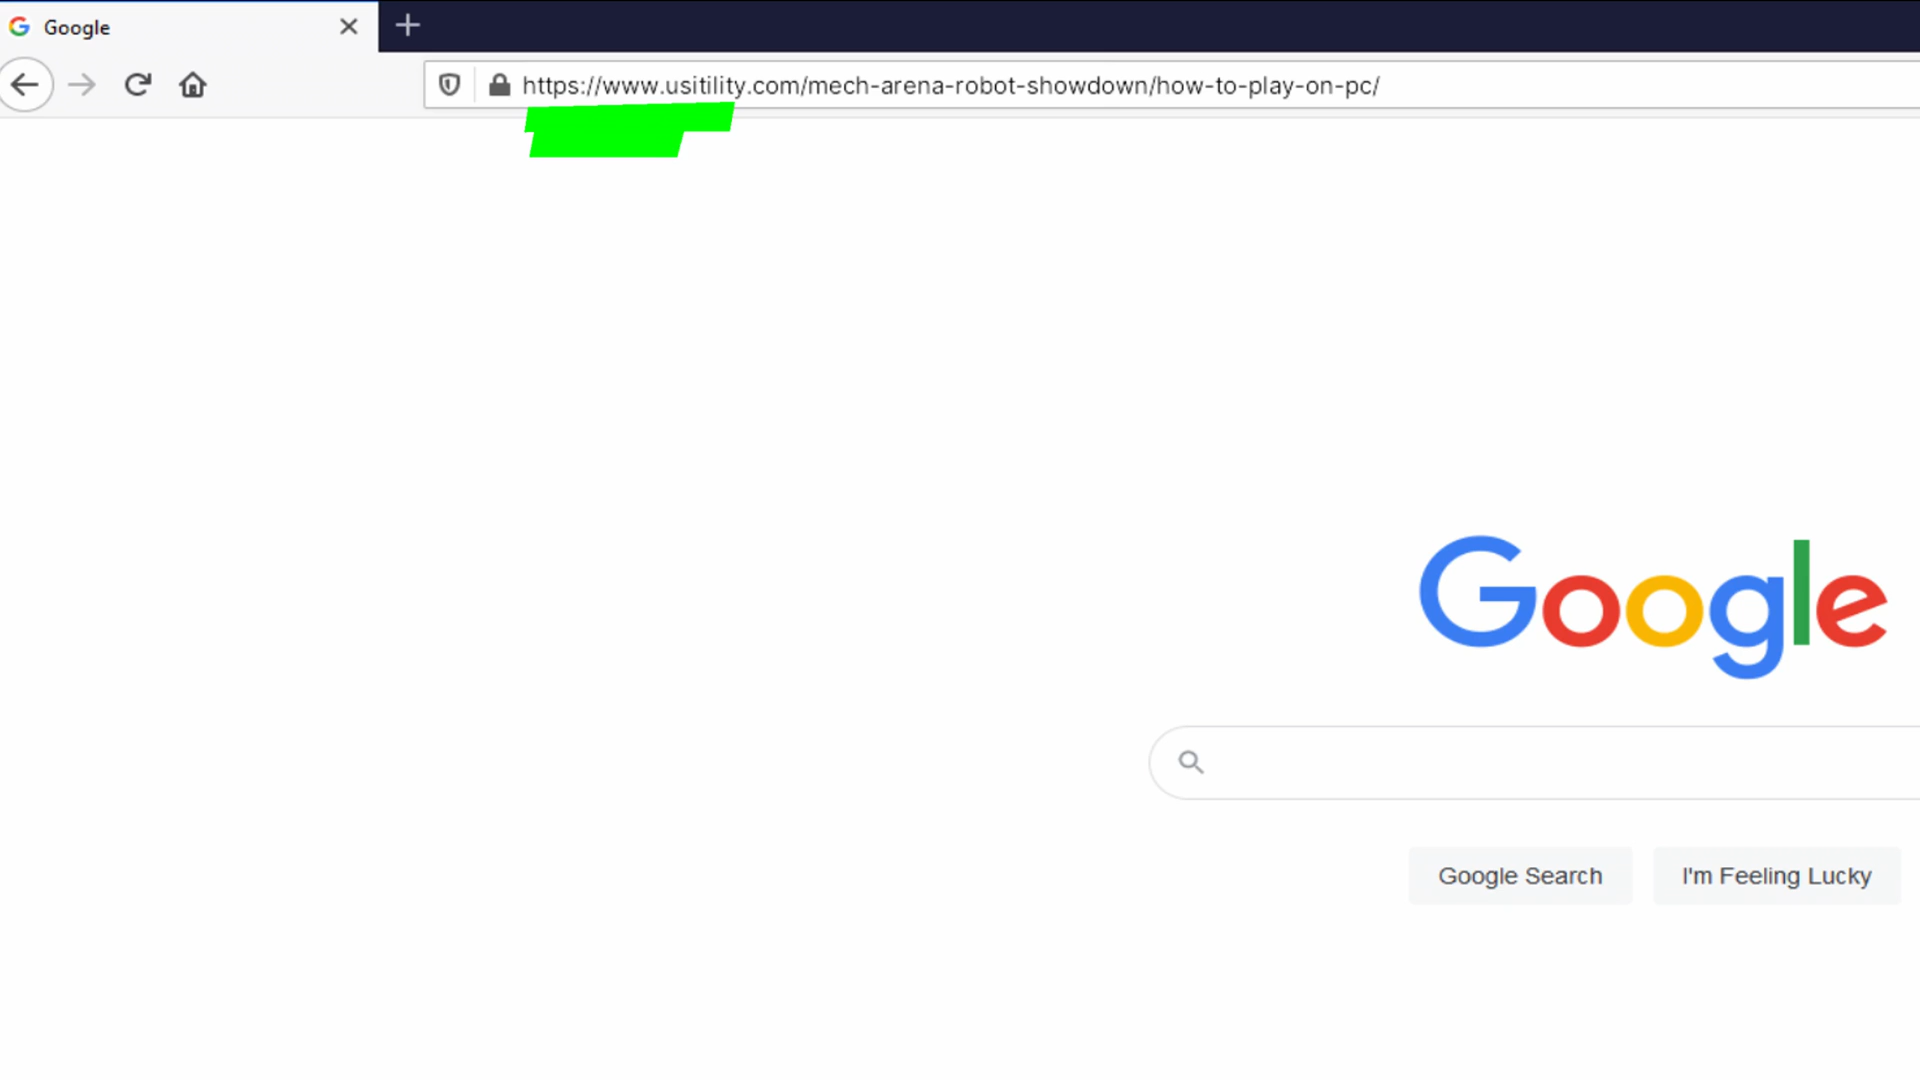 Google
https://www.usitility.com/mech-arena-robot-showdown/how-to-play-on-pc/
Google
Google Search
I'm Feeling Lucky